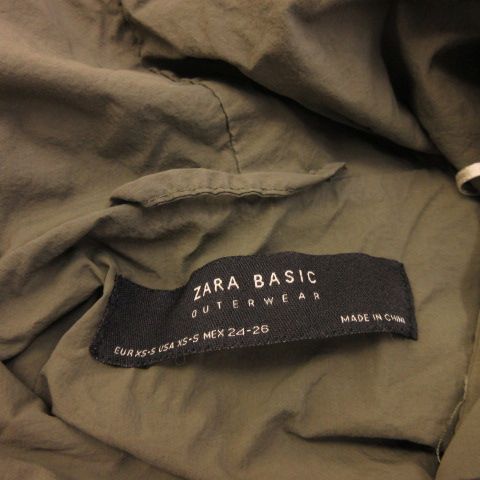 ZARA BASIC
OUTERWEAR
EUR XS-S USA XS-S MEX 24-26
MADE IN CHINA